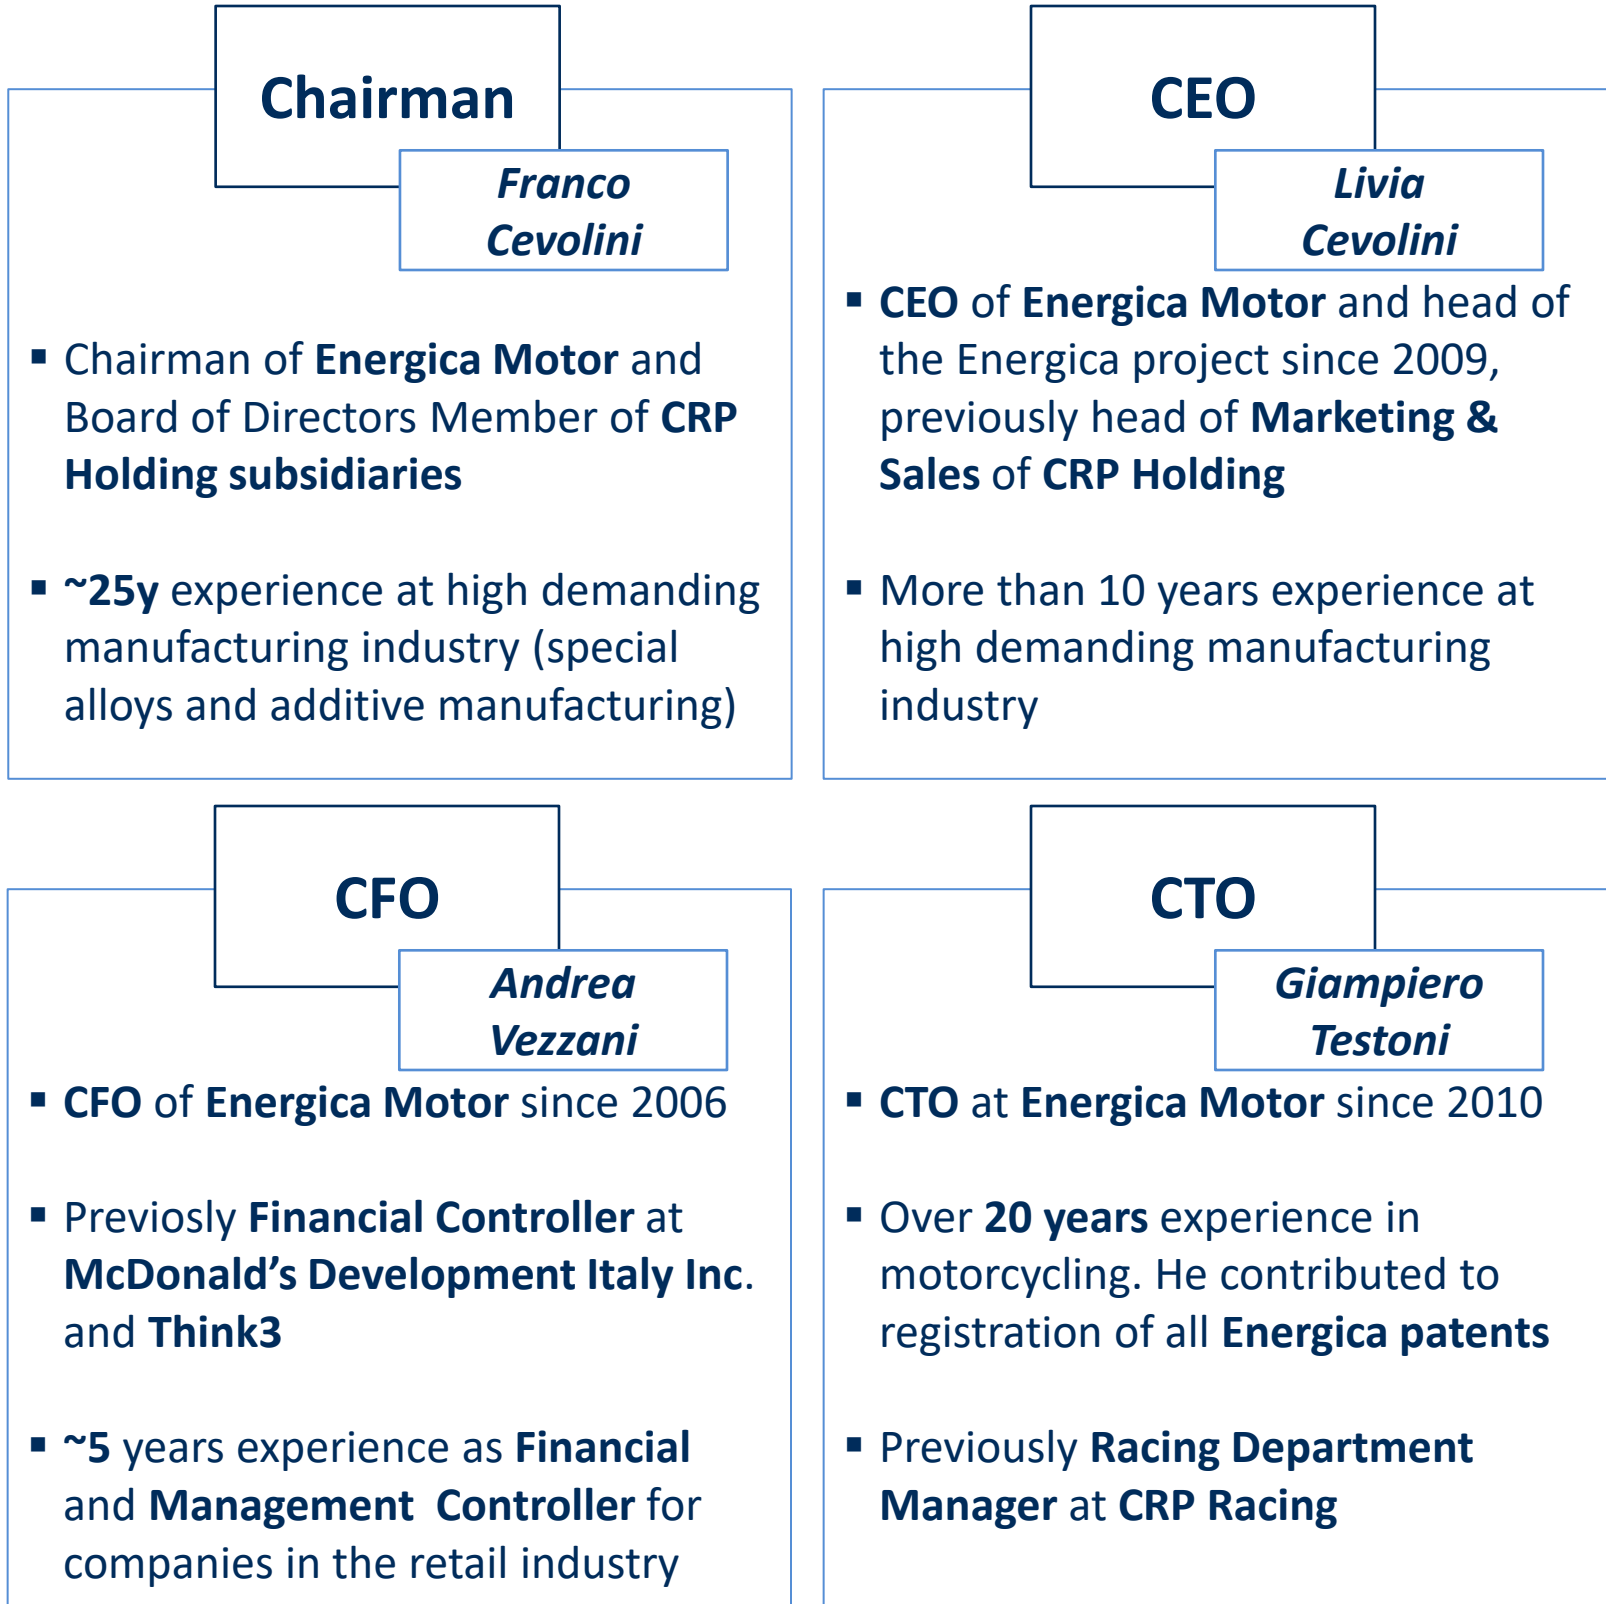 Chairman
Franco
Cevolini
▪ Chairman of Energica Motor and
Board of Directors Member of CRP
Holding subsidiaries
▪ ~25y experience at high demanding
manufacturing industry (special
alloys and additive manufacturing)
CEO
Livia
Cevolini
▪ CEO of Energica Motor and head of
the Energica project since 2009,
previously head of Marketing &
Sales of CRP Holding
▪ More than 10 years experience at
high demanding manufacturing
industry
CFO
Andrea
Vezzani
▪ CFO of Energica Motor since 2006
▪ Previosly Financial Controller at
McDonald’s Development Italy Inc.
and Think3
▪ ~5 years experience as Financial
and Management  Controller for
companies in the retail industry
CTO
Giampiero
Testoni
▪ CTO at Energica Motor since 2010
▪ Over 20 years experience in
motorcycling. He contributed to
registration of all Energica patents
▪ Previously Racing Department
Manager at CRP Racing